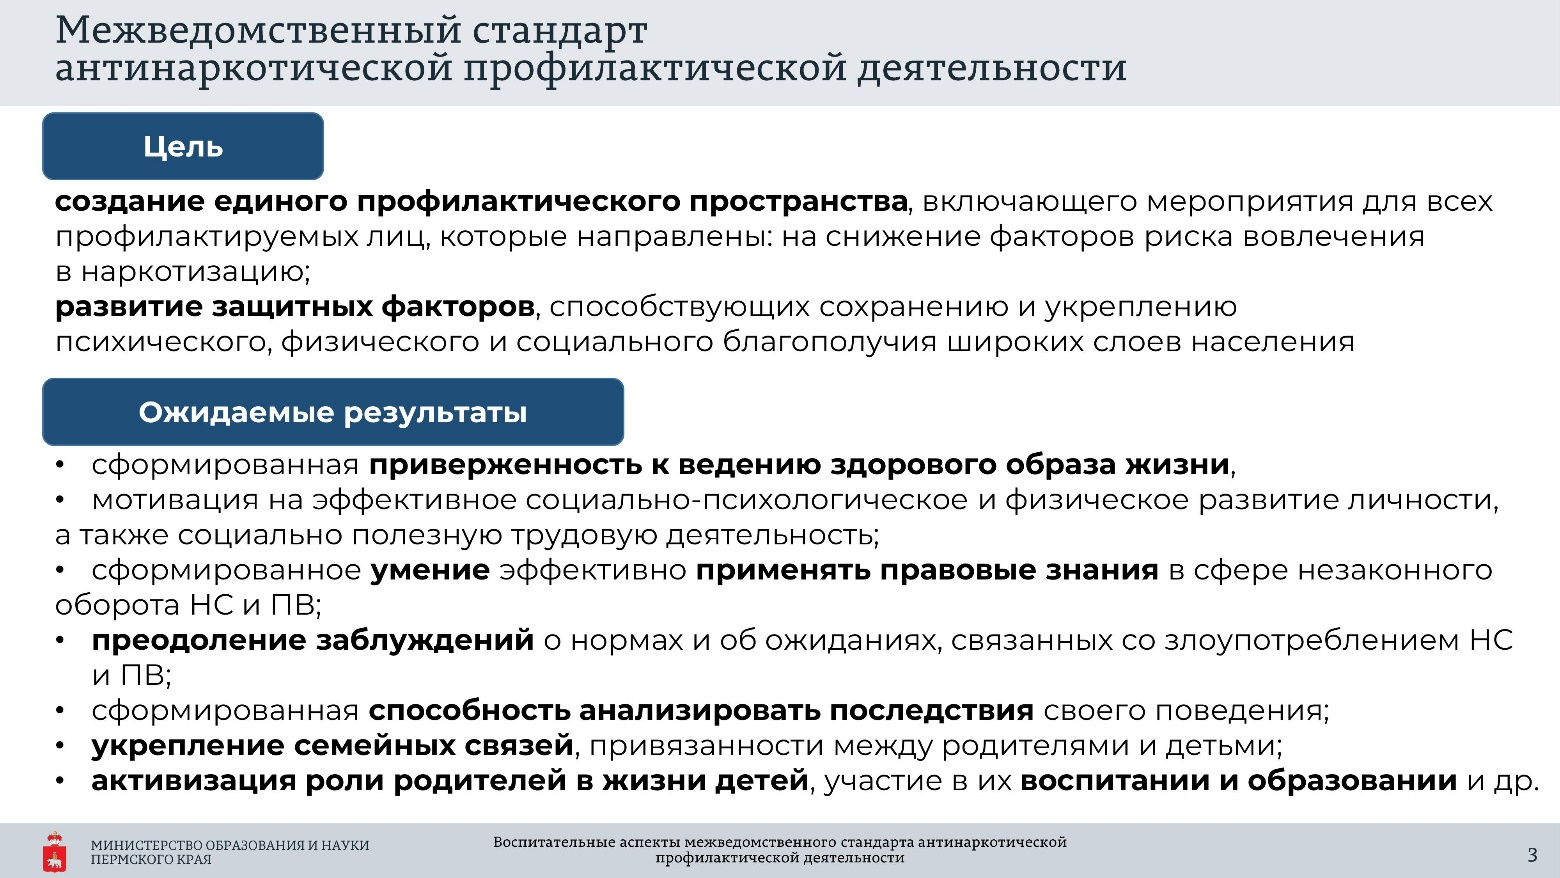 Межведомственный стандарт
антинаркотической профилактической деятельности
Цель
создание единого профилактического пространства, включающего мероприятия для всех
профилактируемых лиц, которые направлены: на снижение факторов риска вовлечения
в наркотизацию;
развитие защитных факторов, способствующих сохранению и укреплению
психического, физического и социального благополучия широких слоев населения
Ожидаемые результаты
• сформированная приверженность к ведению здорового образа жизни,
• мотивация на эффективное социально-психологическое и физическое развитие личности,
а также социально полезную трудовую деятельность;
• сформированное умение эффективно применять правовые знания в сфере незаконного
оборота НС и ПВ;
• преодоление заблуждений о нормах и об ожиданиях, связанных со злоупотреблением НС
и ПВ;
• сформированная способность анализировать последствия своего поведения;
• укрепление семейных связей, привязанности между родителями и детьми;
• активизация роли родителей в жизни детей, участие в их воспитании и образовании и др.
МИНИСТЕРСТВО ОБРАЗОВАНИЯ И НАУКИ
ПЕРМСКОГО КРАЯ
Воспитательные аспекты межведомственного стандарта антинаркотической
профилактической деятельности
3